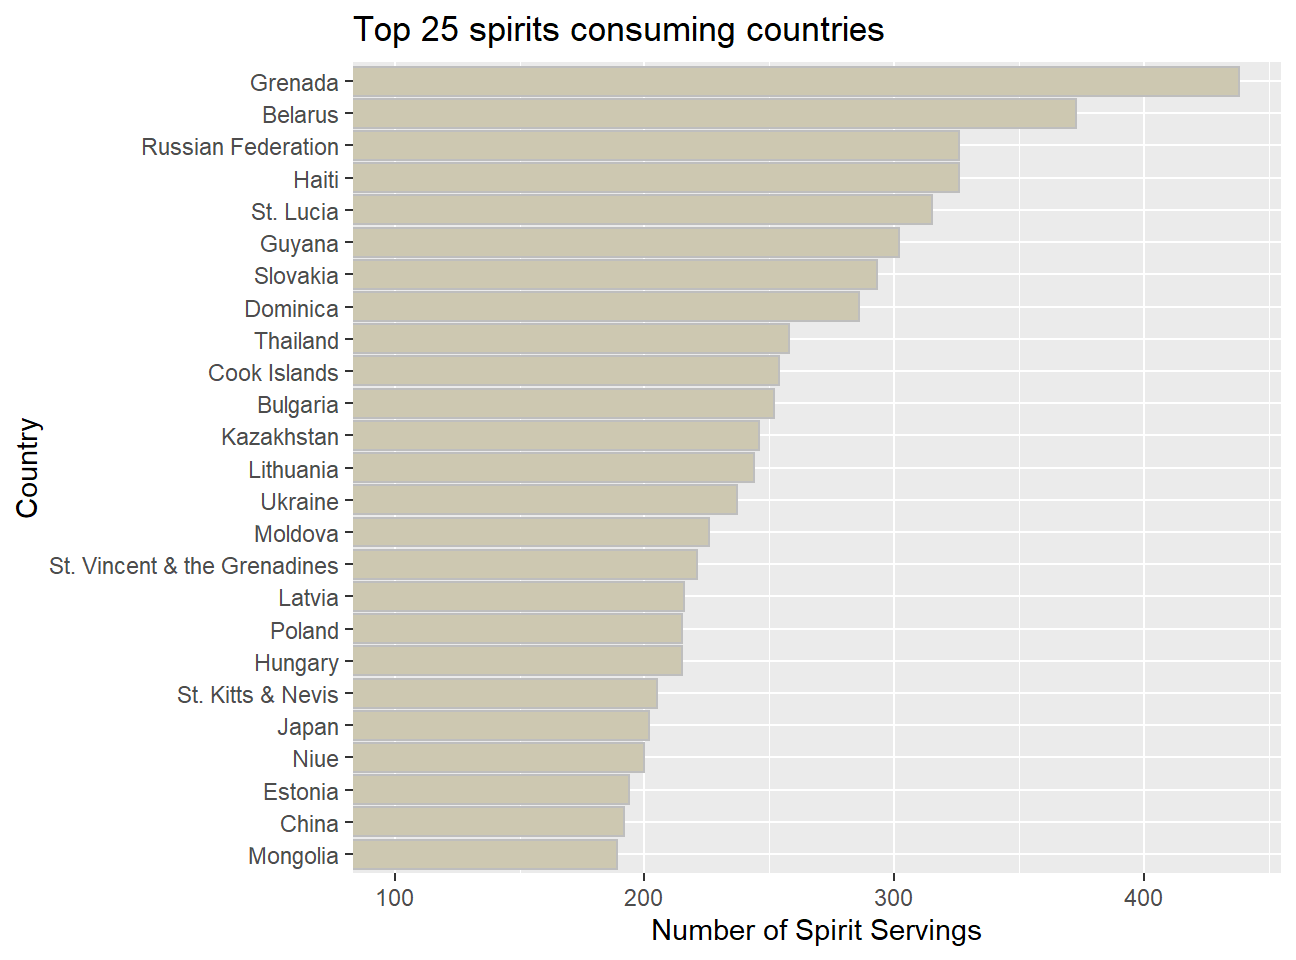 Top 25 spirits consuming countries
Grenada
Belarus
Russian Federation
Haiti
St. Lucia
Guyana
Slovakia
Dominica
Thailand
Cook Islands
Bulgaria
Kazakhstan
Lithuania
Ukraine
Moldova
St. Vincent & the Grenadines
Latvia
Poland
Hungary
St. Kitts & Nevis
Japan
Niue
Estonia
China
Mongolia
Country
100 200 300 400
Number of Spirit Servings